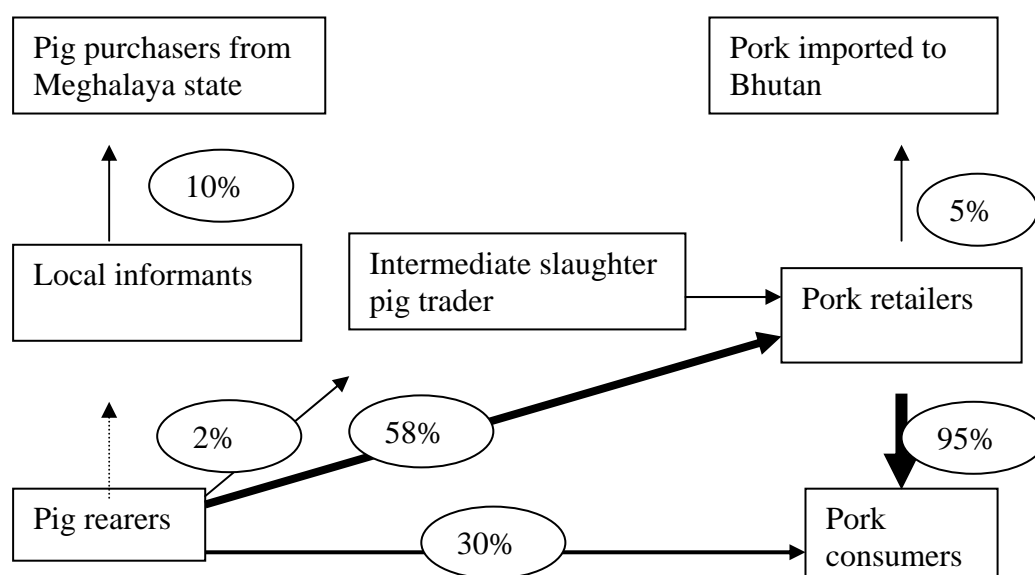 Pig purchasers from
Meghalaya state
Pork imported to
Bhutan
10%
5%
Local informants
Intermediate slaughter
pig trader
Pork retailers
2%
58%
95%
Pig rearers
30%
Pork
consumers